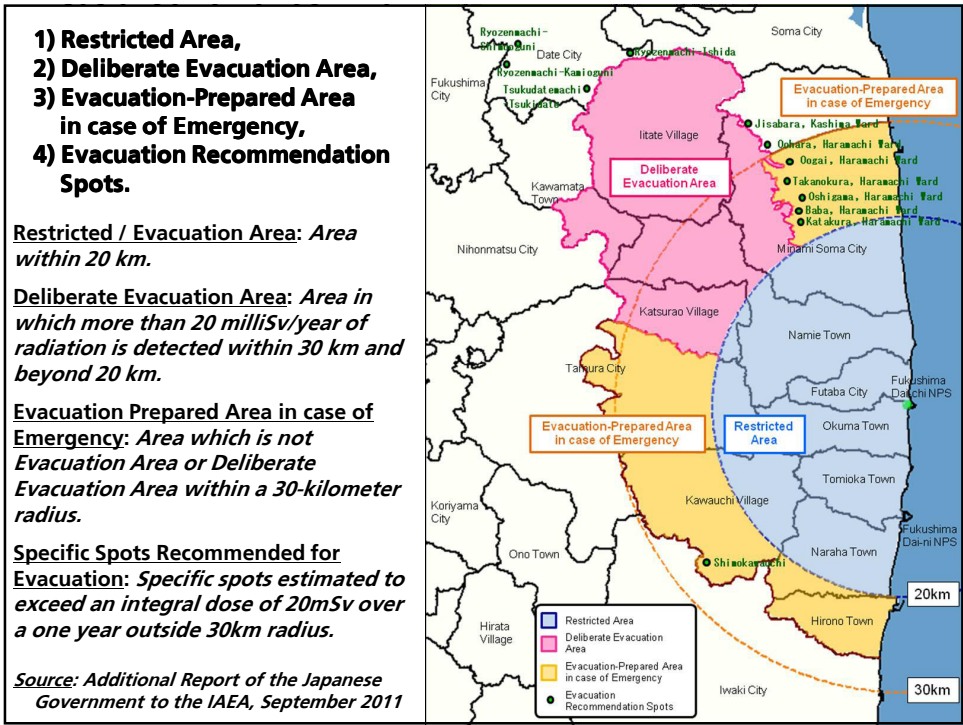 1) Restricted Area,
2) Deliberate Evacuation Area,
3) Evacuation-Prepared Area
in case of Emergency,
4) Evacuation Recommendation
Spots.
Restricted / Evacuation Area: Area
within 20 km.
Deliberate Evacuation Area: Area in
which more than 20 milliSv/year of
radiation is detected within 30 km and
beyond 20 km.
Evacuation Prepared Area in case of
Emergency: Area which is not
Evacuation Area or Deliberate
Evacuation Area within a 30-kilometer
radius.
Specific Spots Recommended for
Evacuation: Specific spots estimated to
exceed an integral dose of 20mSv over
a one year outside 30km radius.
Source: Additional Report of the Japanese
Government to the IAEA, September 2011
Ryozenmachi-
Shimooguni
Date City
Ryozenmachi-Ishida
Soma City
Ryozenmachi-Kamioguni
Fukushima
City
Tsukudatemachi
Tsukidate
Evacuation-Prepared Area
in case of Emergency
Iitate Village
Jisabara, Kashima Ward
Oohara, Haramachi Ward
Oogai, Haramachi Ward
Deliberate
Evacuation Area
Takanokura, Haramachi Ward
Kawamata
Town
Oshigama, Haramachi Ward
Baba, Haramachi Ward
Katakura, Haramachi Ward
Nihonmatsu City
Minami Soma City
Katsurao Village
Namie Town
Tamura City
Futaba City
Fukushima
Dai-ichi NPS
Evacuation-Prepared Area
in case of Emergency
Restricted
Area
Okuma Town
Tomioka Town
Kawauchi Village
Koriyama
City
Fukushima
Dai-ni NPS
Ono Town
Naraha Town
Shimokawauchi
20km
Hirono Town
Hirata
Village
Restricted Area
Deliberate Evacuation
Area
Evacuation-Prepared Area
in case of Emergency
Evacuation
Recommendation Spots
Iwaki City
30km